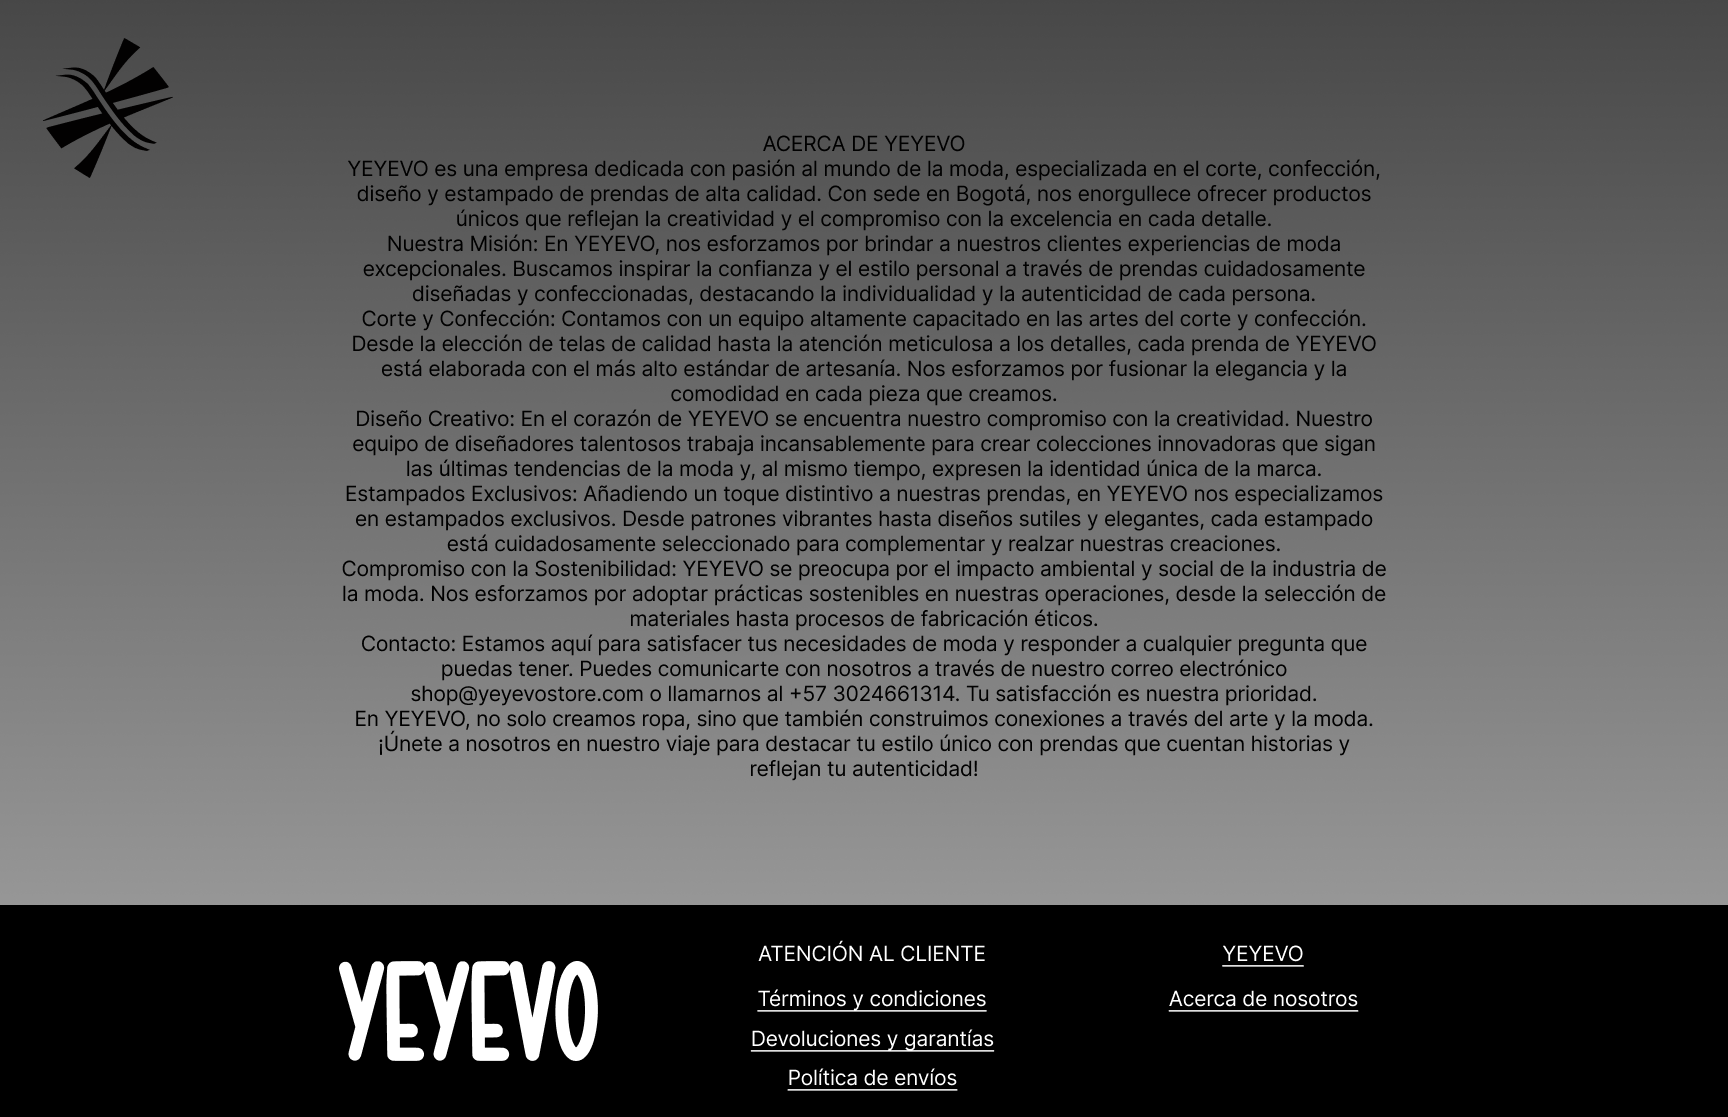 ACERCA DE YEYEVO
YEYEVO es una empresa dedicada con pasión al mundo de la moda, especializada en el corte, confección,
diseño y estampado de prendas de alta calidad. Con sede en Bogotá, nos enorgullece ofrecer productos
únicos que reflejan la creatividad y el compromiso con la excelencia en cada detalle.
Nuestra Misión: En YEYEVO, nos esforzamos por brindar a nuestros clientes experiencias de moda
excepcionales. Buscamos inspirar la confianza y el estilo personal a través de prendas cuidadosamente
diseñadas y confeccionadas, destacando la individualidad y la autenticidad de cada persona.
Corte y Confección: Contamos con un equipo altamente capacitado en las artes del corte y confección.
Desde la elección de telas de calidad hasta la atención meticulosa a los detalles, cada prenda de YEYEVO
está elaborada con el más alto estándar de artesanía. Nos esforzamos por fusionar la elegancia y la
comodidad en cada pieza que creamos.
Diseño Creativo: En el corazón de YEYEVO se encuentra nuestro compromiso con la creatividad. Nuestro
equipo de diseñadores talentosos trabaja incansablemente para crear colecciones innovadoras que sigan
las últimas tendencias de la moda y, al mismo tiempo, expresen la identidad única de la marca.
Estampados Exclusivos: Añadiendo un toque distintivo a nuestras prendas, en YEYEVO nos especializamos
en estampados exclusivos. Desde patrones vibrantes hasta diseños sutiles y elegantes, cada estampado
está cuidadosamente seleccionado para complementar y realzar nuestras creaciones.
Compromiso con la Sostenibilidad: YEYEVO se preocupa por el impacto ambiental y social de la industria de
la moda. Nos esforzamos por adoptar prácticas sostenibles en nuestras operaciones, desde la selección de
materiales hasta procesos de fabricación éticos.
Contacto: Estamos aquí para satisfacer tus necesidades de moda y responder a cualquier pregunta que
puedas tener. Puedes comunicarte con nosotros a través de nuestro correo electrónico
shop@yeyevostore.com o llamarnos al +57 3024661314. Tu satisfacción es nuestra prioridad.
En YEYEVO, no solo creamos ropa, sino que también construimos conexiones a través del arte y la moda.
¡Únete a nosotros en nuestro viaje para destacar tu estilo único con prendas que cuentan historias y
reflejan tu autenticidad!
YEYEVO
ATENCIÓN AL CLIENTE
Términos y condiciones
Devoluciones y garantías
Política de envíos
YEYEVO
Acerca de nosotros